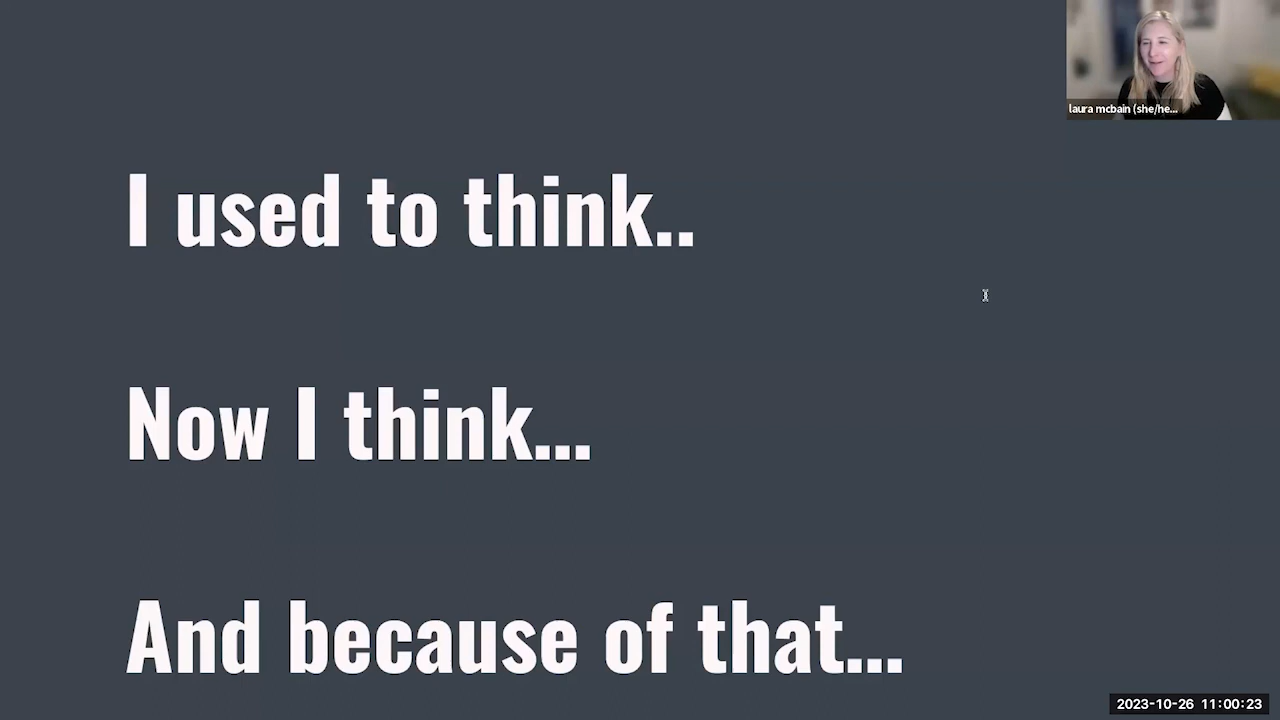 laura mcbain (she/he...
I used to think..
Now I think...
And because of that...
2023-10-26 11:00:23